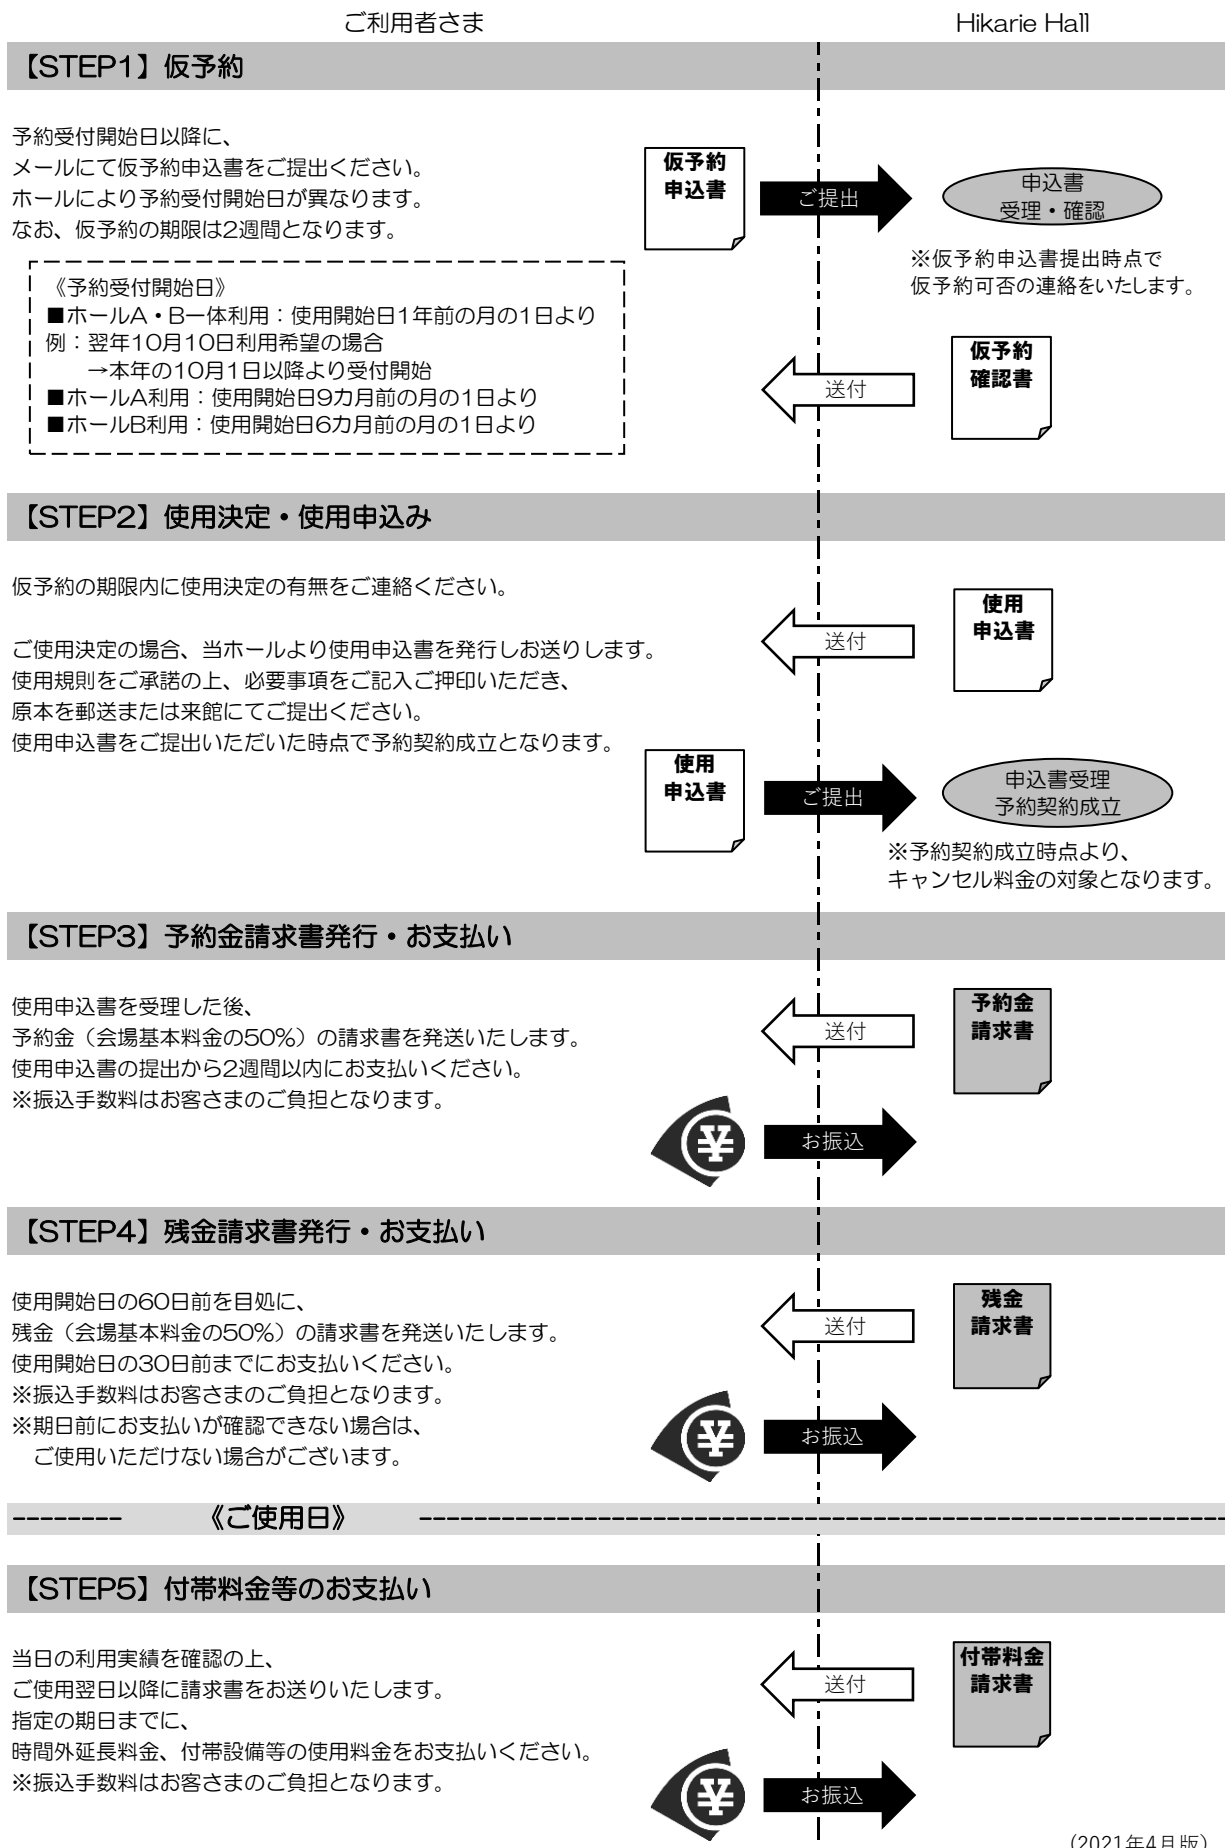 ご利用者さま
Hikarie Hall
【STEP1】仮予約
予約受付開始日以降に、
メールにて仮予約申込書をご提出ください。
ホールにより予約受付開始日が異なります。
なお、仮予約の期限は2週間となります。
仮予約
申込書
ご提出
申込書
受理・確認
※仮予約申込書提出時点で
仮予約可否の連絡をいたします。
《予約受付開始日》
■ホールA・B一体利用：使用開始日1年前の月の1日より
例：翌年10月10日利用希望の場合
→本年の10月1日以降より受付開始
■ホールA利用：使用開始日9カ月前の月の1日より
■ホールB利用：使用開始日6カ月前の月の1日より
送付
仮予約
確認書
【STEP2】使用決定・使用申込み
仮予約の期限内に使用決定の有無をご連絡ください。
ご使用決定の場合、当ホールより使用申込書を発行しお送りします。
使用規則をご承諾の上、必要事項をご記入ご押印いただき、
原本を郵送または来館にてご提出ください。
使用申込書をご提出いただいた時点で予約契約成立となります。
送付
使用
申込書
使用
申込書
ご提出
申込書受理
予約契約成立
※予約契約成立時点より、
キャンセル料金の対象となります。
【STEP3】予約金請求書発行・お支払い
使用申込書を受理した後、
予約金（会場基本料金の50%）の請求書を発送いたします。
使用申込書の提出から2週間以内にお支払いください。
※振込手数料はお客さまのご負担となります。
送付
予約金
請求書
¥
お振込
【STEP4】残金請求書発行・お支払い
使用開始日の60日前を目処に、
残金（会場基本料金の50%）の請求書を発送いたします。
使用開始日の30日前までにお支払いください。
※振込手数料はお客さまのご負担となります。
※期日前にお支払いが確認できない場合は、
ご使用いただけない場合がございます。
送付
残金
請求書
¥
お振込
《ご使用日》
【STEP5】付帯料金等のお支払い
当日の利用実績を確認の上、
ご使用翌日以降に請求書をお送りいたします。
指定の期日までに、
時間外延長料金、付帯設備等の使用料金をお支払いください。
※振込手数料はお客さまのご負担となります。
送付
付帯料金
請求書
¥
お振込
（2021年4月版）